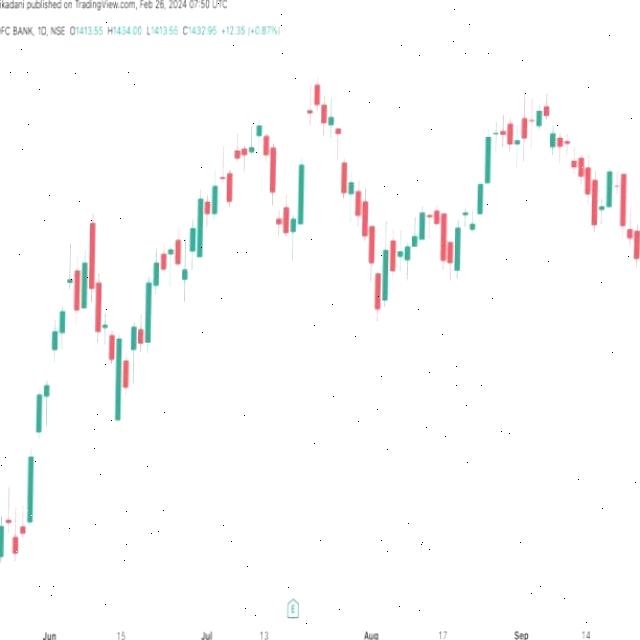 ikadani published on TradingView.com, Feb 26, 2024 07:50 UTC
FC BANK, 1D, NSE O1413.55 H1434.00 L1413.55 C1432.95 +12.35 (+0.87%)
E
Jun 15 Jul 13 Aug 17 Sep 14